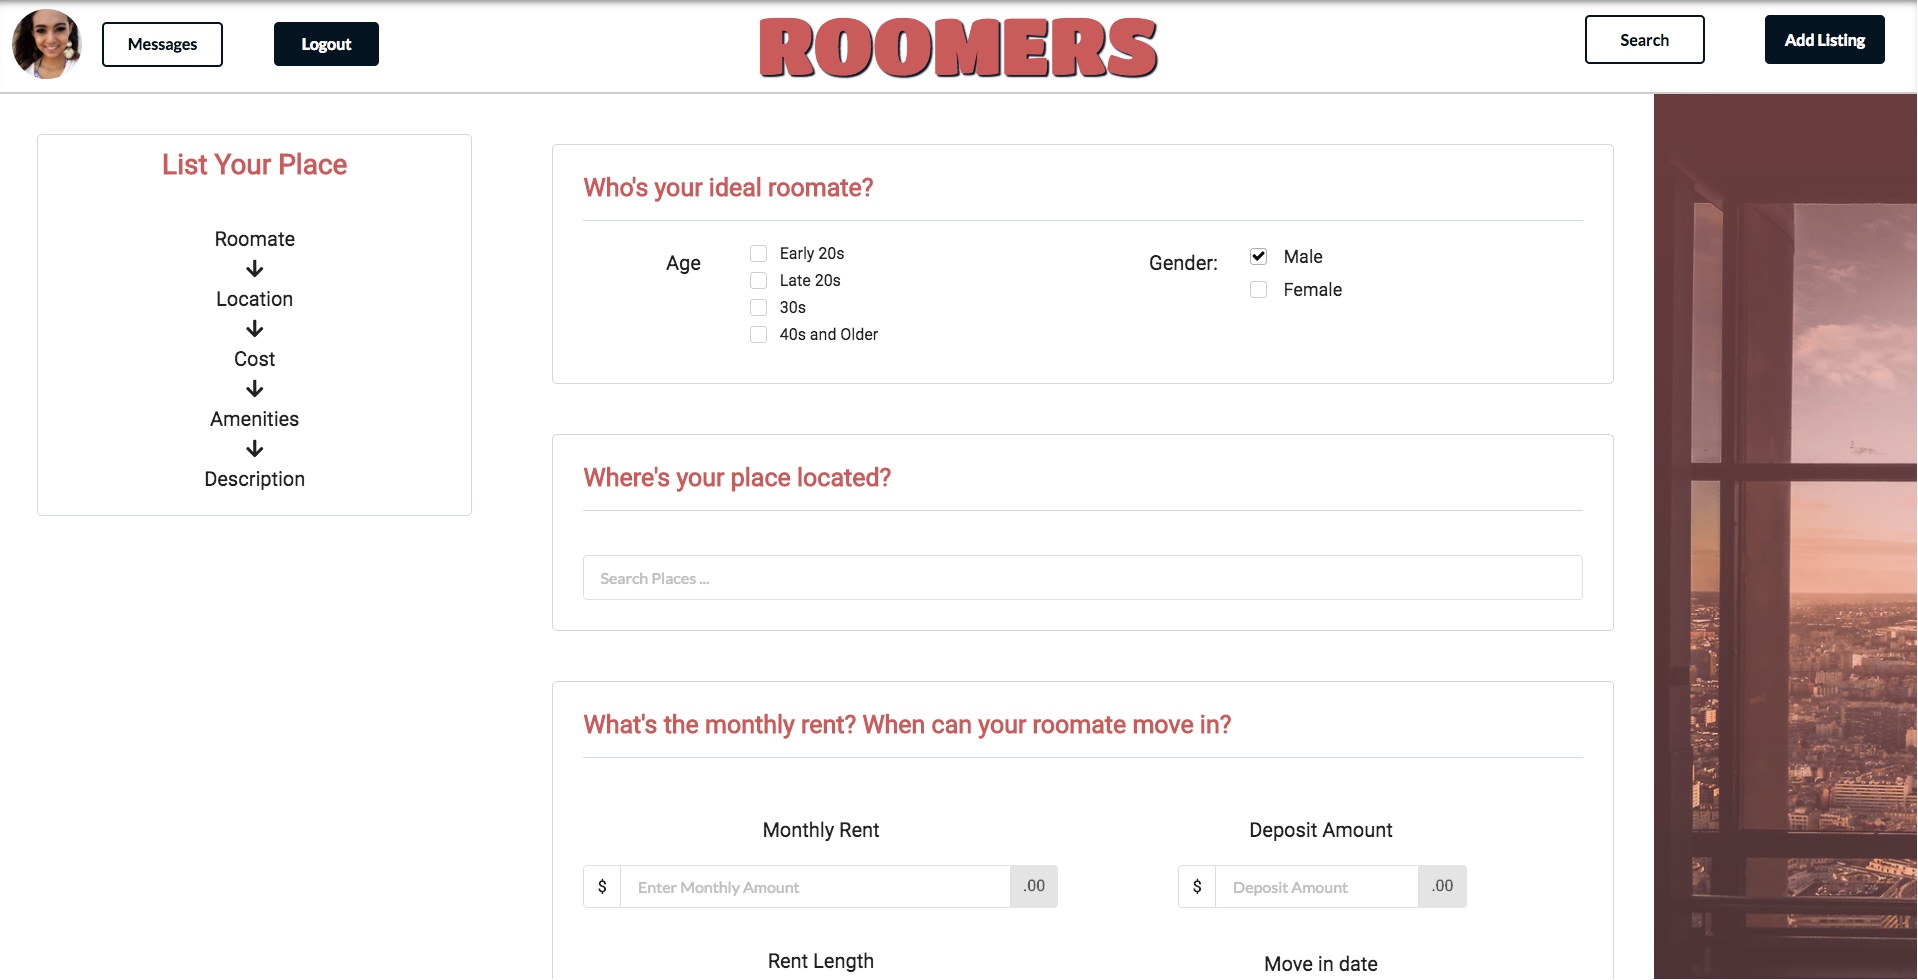 Messages
Logout
ROOMERS
Search
Add Listing
List Your Place
Roomate
Location
Cost
Amenities
Description
Who's your ideal roomate?
Age
Early 20s
Late 20s
30s
40s and Older
Gender:
Male
Female
Where's your place located?
Search Places ...
What's the monthly rent? When can your roomate move in?
Monthly Rent
$ Enter Monthly Amount .00
Deposit Amount
$ Deposit Amount .00
Rent Length
Move in date